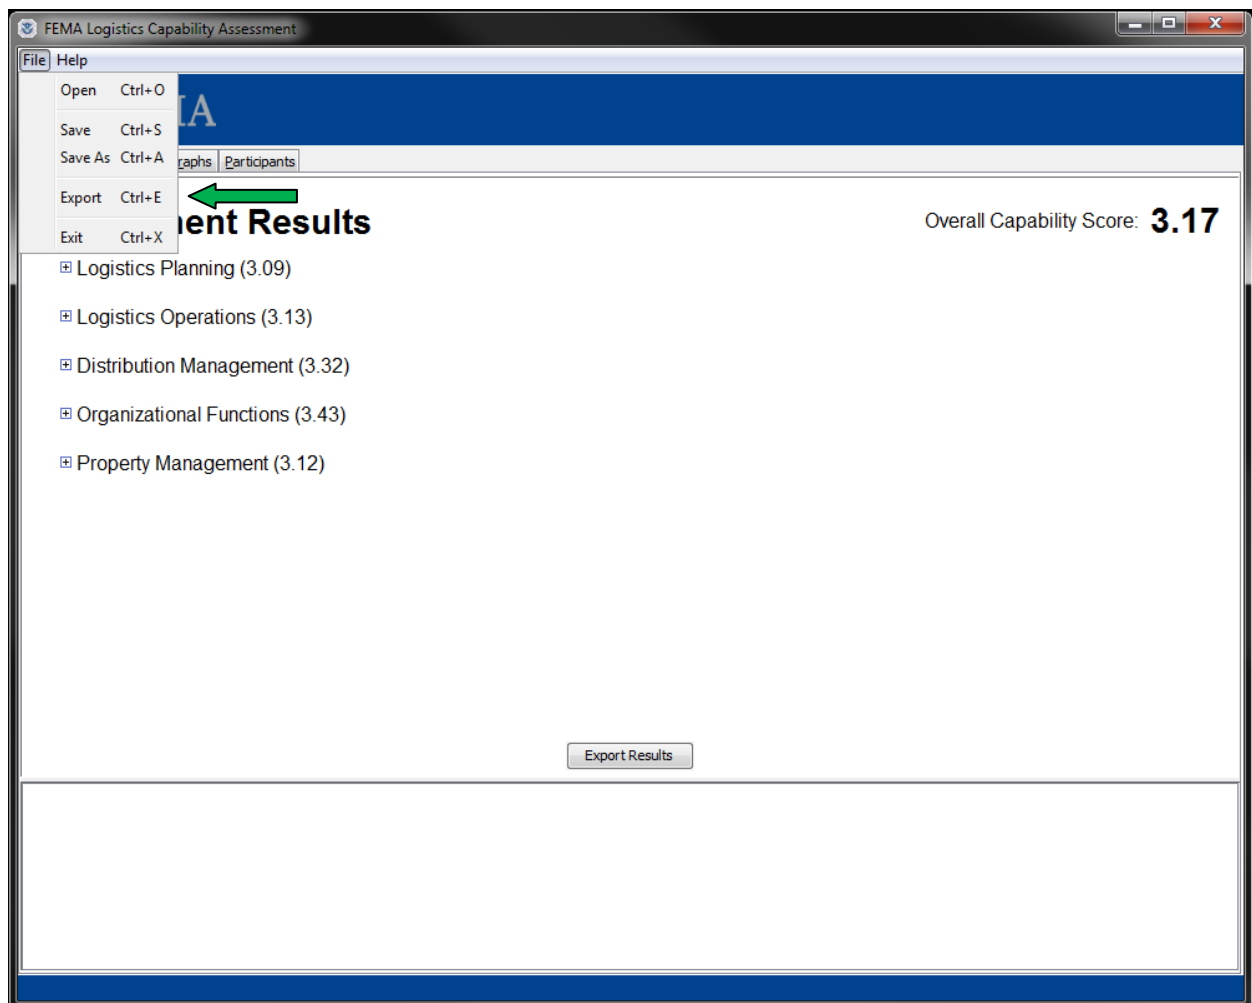 FEMA Logistics Capability Assessment
File Help
Open Ctrl+O
Save Ctrl+S
Save As Ctrl+A
Export Ctrl+E
Exit Ctrl+X
IA
raphs Participants
ent Results
Overall Capability Score: 3.17
Logistics Planning (3.09)
Logistics Operations (3.13)
Distribution Management (3.32)
Organizational Functions (3.43)
Property Management (3.12)
Export Results